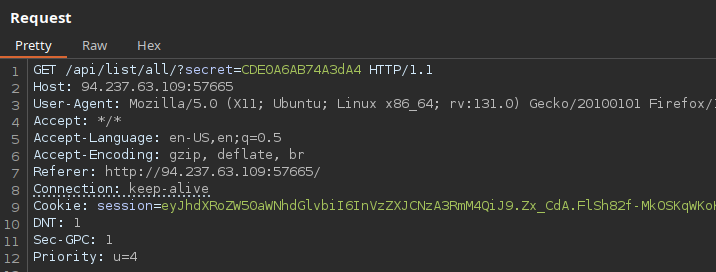 Request
Pretty Raw Hex
1 GET /api/list/all/?secret=CDE0A6AB74A3dA4 HTTP/1.1
2 Host: 94.237.63.109:57665
3 User-Agent: Mozilla/5.0 (X11; Ubuntu; Linux x86_64; rv:131.0) Gecko/20100101 Firefox/
4 Accept: */*
5 Accept-Language: en-US,en;q=0.5
6 Accept-Encoding: gzip, deflate, br
7 Referer: http://94.237.63.109:57665/
8 Connection: keep-alive
9 Cookie: session=eyJhdXRoZW50aWNhdGlvbiI6InVzZXJCNzA3RmM4QiJ9.Zx_CdA.FlSh82f-MkOSKqWKo
10 DNT: 1
11 Sec-GPC: 1
12 Priority: u=4